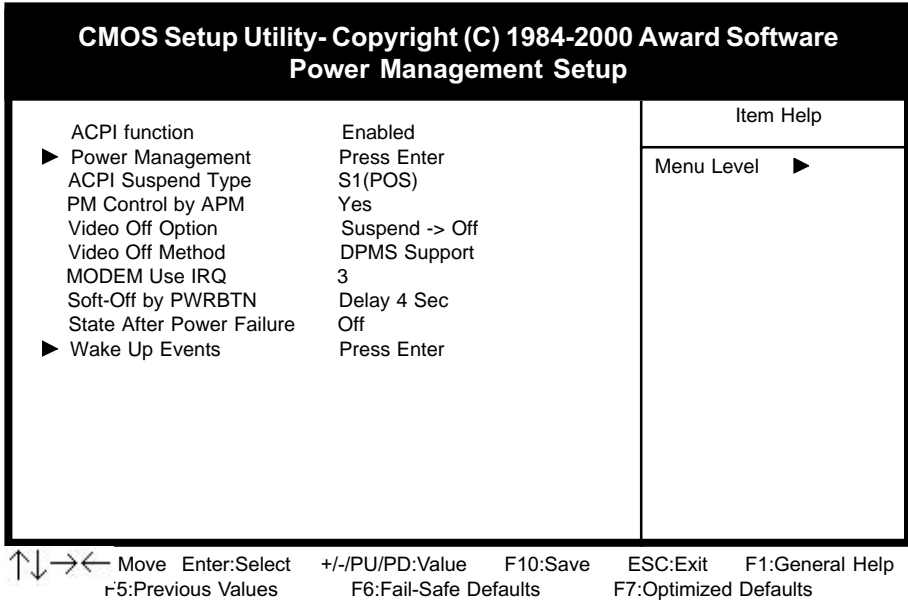 CMOS Setup Utility- Copyright (C) 1984-2000 Award Software
Power Management Setup
ACPI function Enabled
▶ Power Management Press Enter
ACPI Suspend Type S1(POS)
PM Control by APM Yes
Video Off Option Suspend -> Off
Video Off Method DPMS Support
MODEM Use IRQ 3
Soft-Off by PWRBTN Delay 4 Sec
State After Power Failure Off
▶ Wake Up Events Press Enter
Item Help
Menu Level ▶
↑↓→← Move Enter:Select +/-/PU/PD:Value F10:Save ESC:Exit F1:General Help
F5:Previous Values F6:Fail-Safe Defaults F7:Optimized Defaults